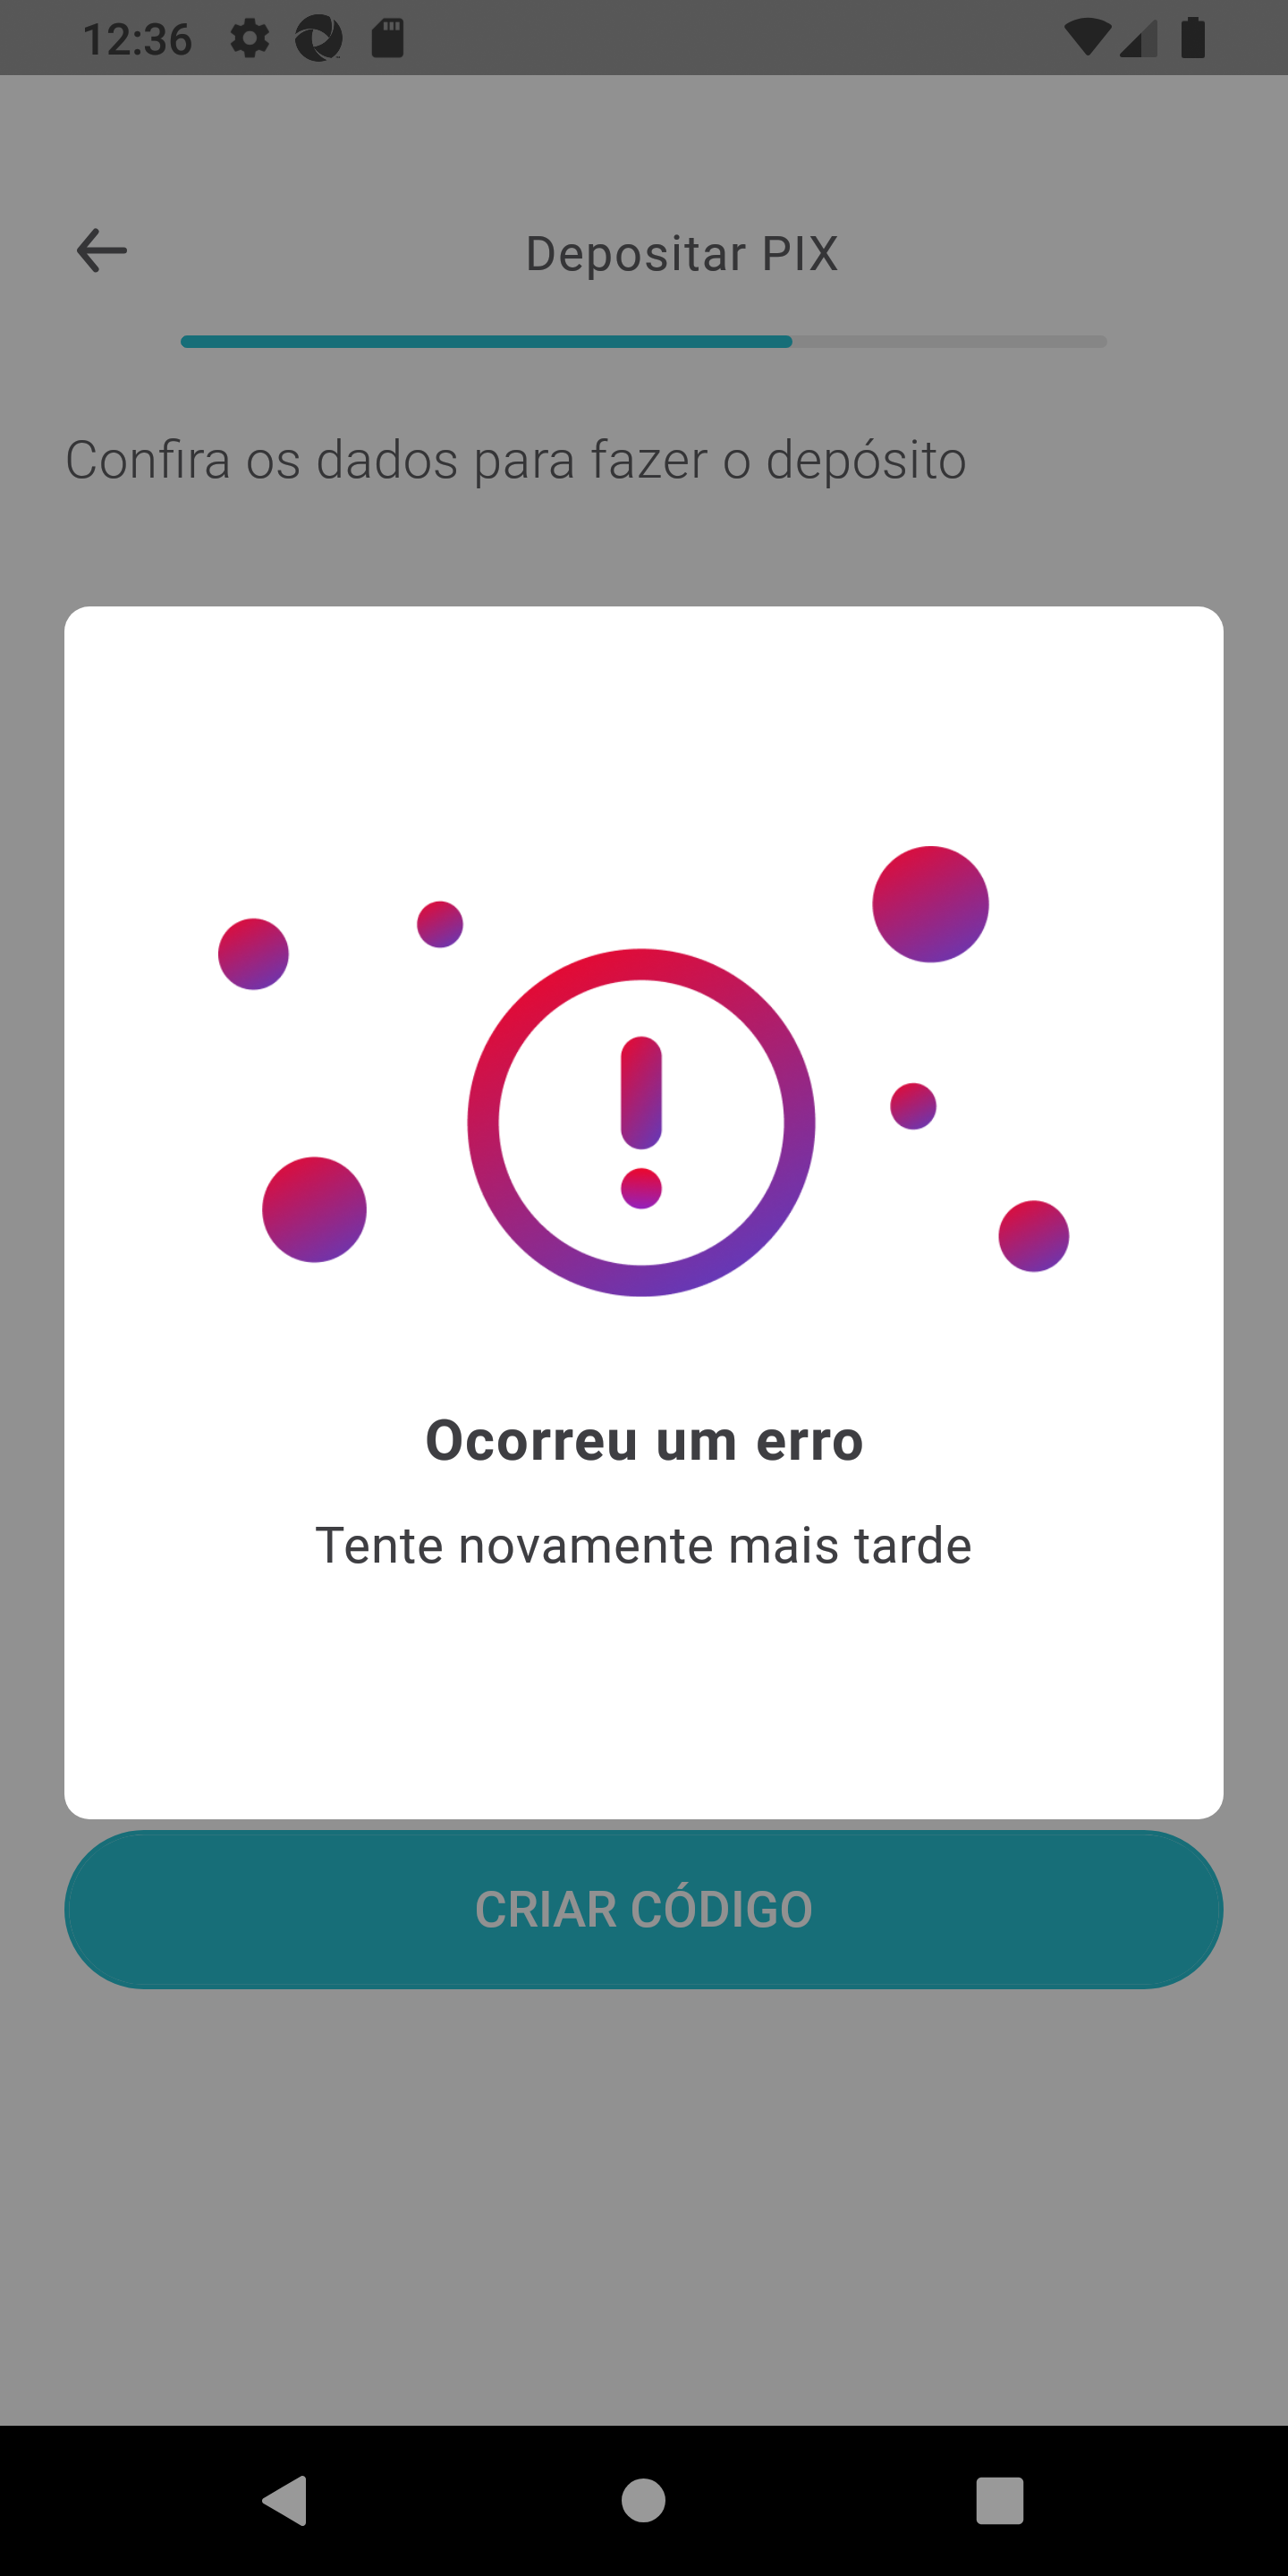 12:36
Depositar PIX
Confira os dados para fazer o depósito
Ocorreu um erro
Tente novamente mais tarde
CRIAR CÓDIGO